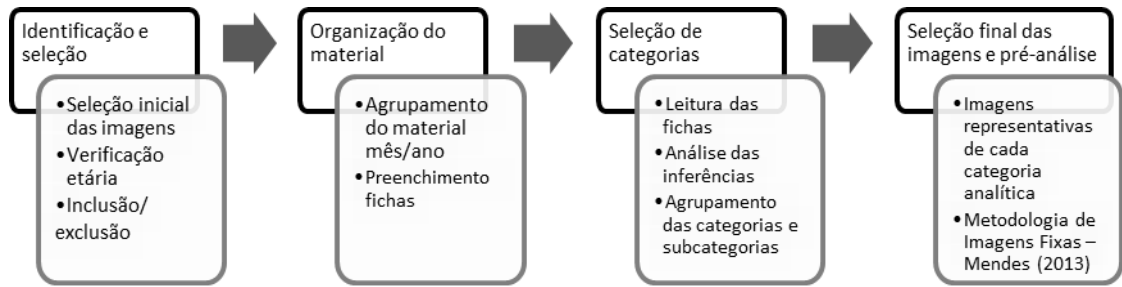 Identificação e
seleção
•Seleção inicial
das imagens
•Verificação
etária
•Inclusão/
exclusão
Organização do
material
•Agrupamento
do material
mês/ano
•Preenchimento
fichas
Seleção de
categorias
•Leitura das
fichas
•Análise das
inferências
•Agrupamento
das categorias e
subcategorias
Seleção final das
imagens e pré-análise
•Imagens
representativas
de cada
categoria
analítica
•Metodologia de
Imagens Fixas –
Mendes (2013)